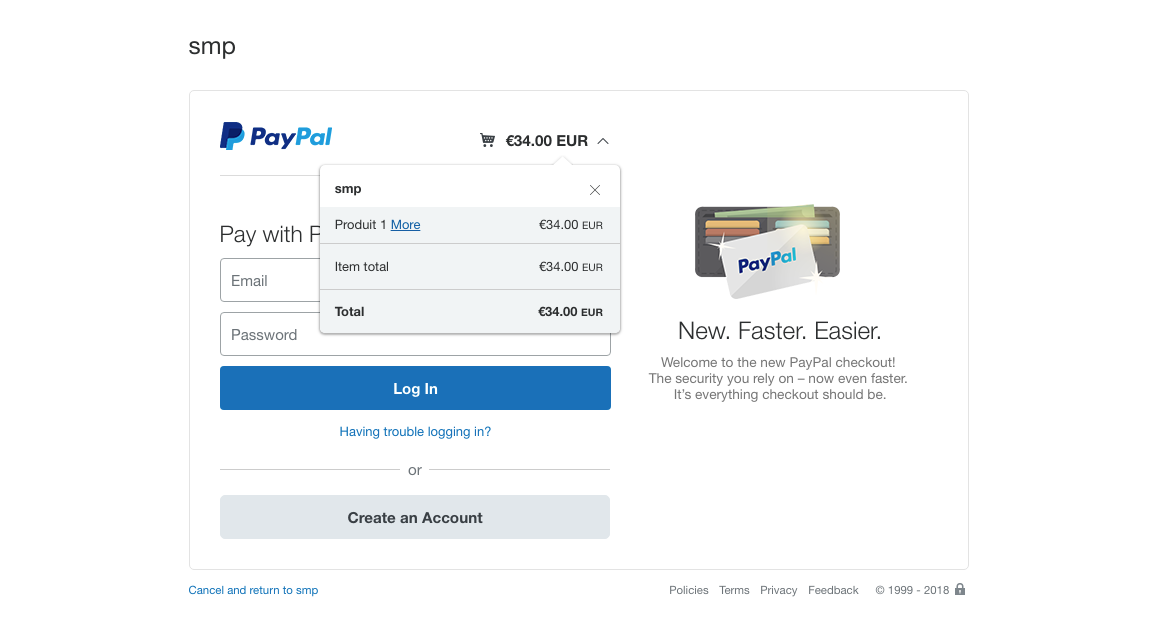 smp
PayPal
€34.00 EUR
smp
Produit 1 More €34.00 EUR
Item total €34.00 EUR
Total €34.00 EUR
Pay with P
Email
Password
Log In
Having trouble logging in?
or
Create an Account
PayPal
New. Faster. Easier.
Welcome to the new PayPal checkout!
The security you rely on – now even faster.
It's everything checkout should be.
Cancel and return to smp
Policies Terms Privacy Feedback © 1999 - 2018